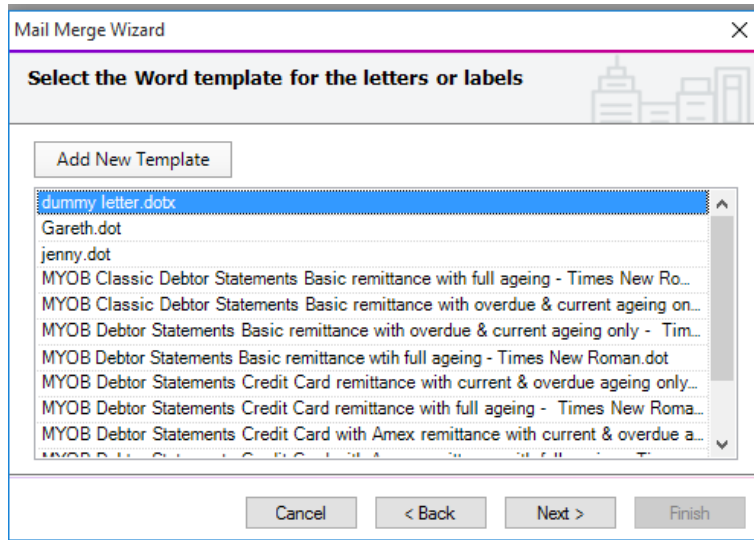 Mail Merge Wizard
Select the Word template for the letters or labels
Add New Template
dummy letter.dotx
Gareth.dot
jenny.dot
MYOB Classic Debtor Statements Basic remittance with full ageing - Times New Ro...
MYOB Classic Debtor Statements Basic remittance with overdue & current ageing on...
MYOB Debtor Statements Basic remittance with overdue & current ageing only - Tim...
MYOB Debtor Statements Basic remittance wtih full ageing - Times New Roman.dot
MYOB Debtor Statements Credit Card remittance with current & overdue ageing only...
MYOB Debtor Statements Credit Card remittance with full ageing - Times New Roma...
MYOB Debtor Statements Credit Card with Amex remittance with current & overdue a...
Cancel < Back Next > Finish